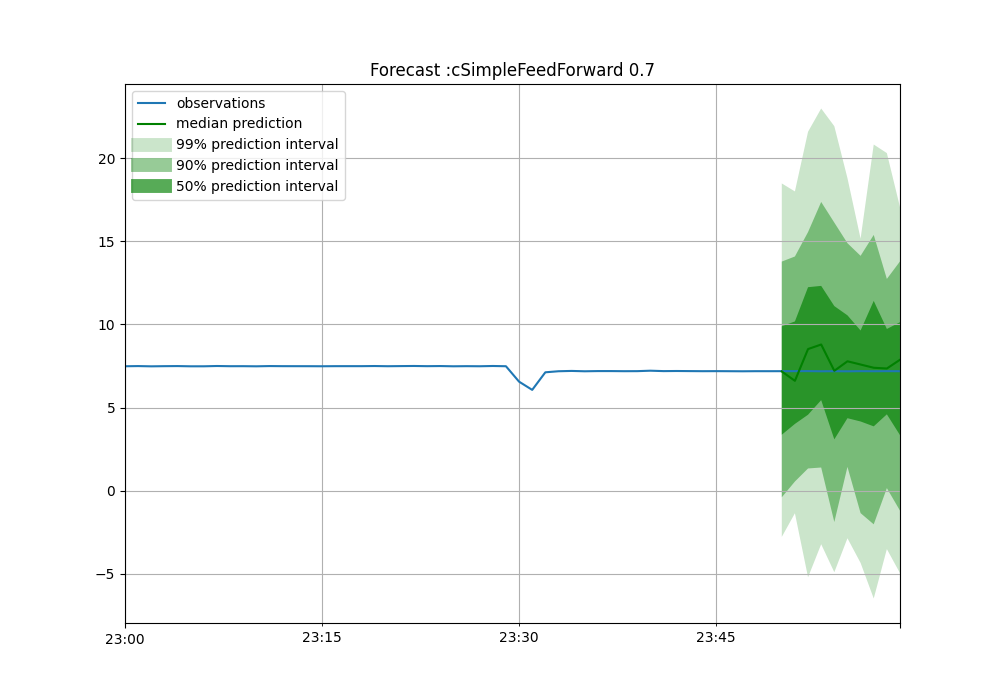 Forecast :cSimpleFeedForward 0.7
observations
median prediction
99% prediction interval
90% prediction interval
50% prediction interval
20
15
10
5
0
−5
23:00
23:15
23:30
23:45